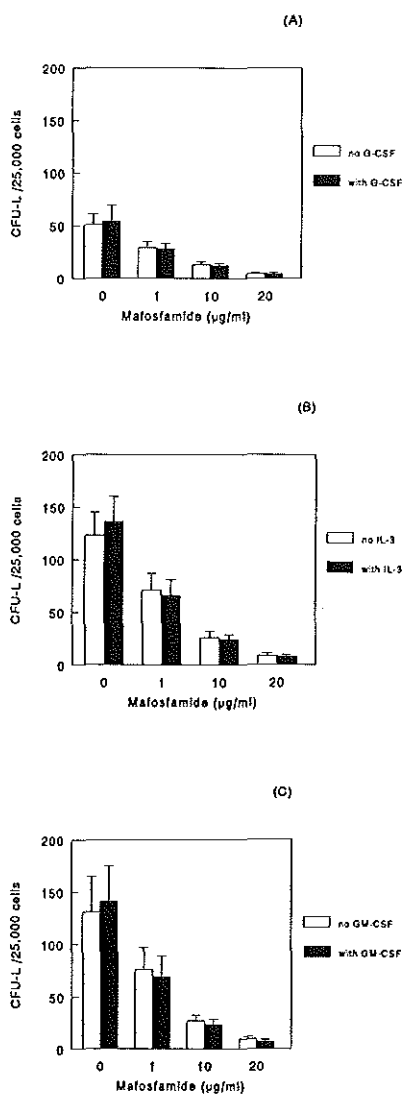 (A)
CFU-L /25,000 cells
200
150
100
50
0
no G-CSF
with G-CSF
0 1 10 20
Mafosfamide (µg/ml)
(B)
CFU-L /25,000 cells
200
150
100
50
0
no IL-3
with IL-3
0 1 10 20
Mafosfamide (µg/ml)
(C)
CFU-L /25,000 cells
200
150
100
50
0
no GM-CSF
with GM-CSF
0 1 10 20
Mafosfamide (µg/ml)